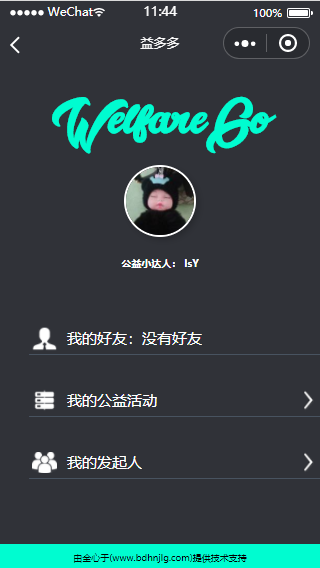 WeChat 11:44 100%
益多多
Welfare Go
公益小达人： lsY
我的好友：没有好友
我的公益活动
我的发起人
由全心于(www.bdhnjlg.com)提供技术支持